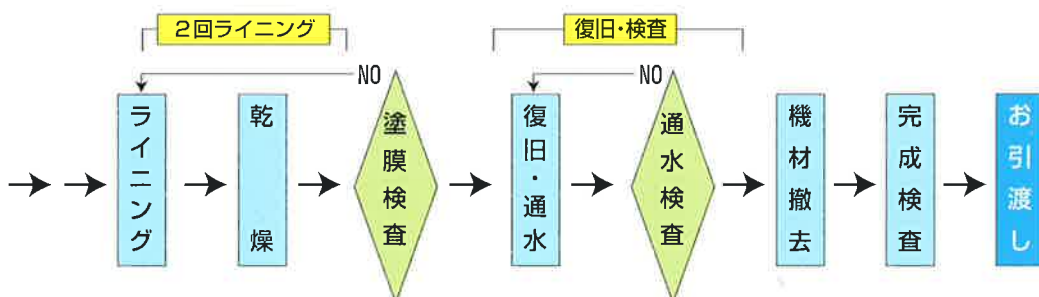 2回ライニング
復旧・検査
NO
NO
ライニング
乾燥
塗膜検査
復旧・通水
通水検査
機材撤去
完成検査
お引渡し